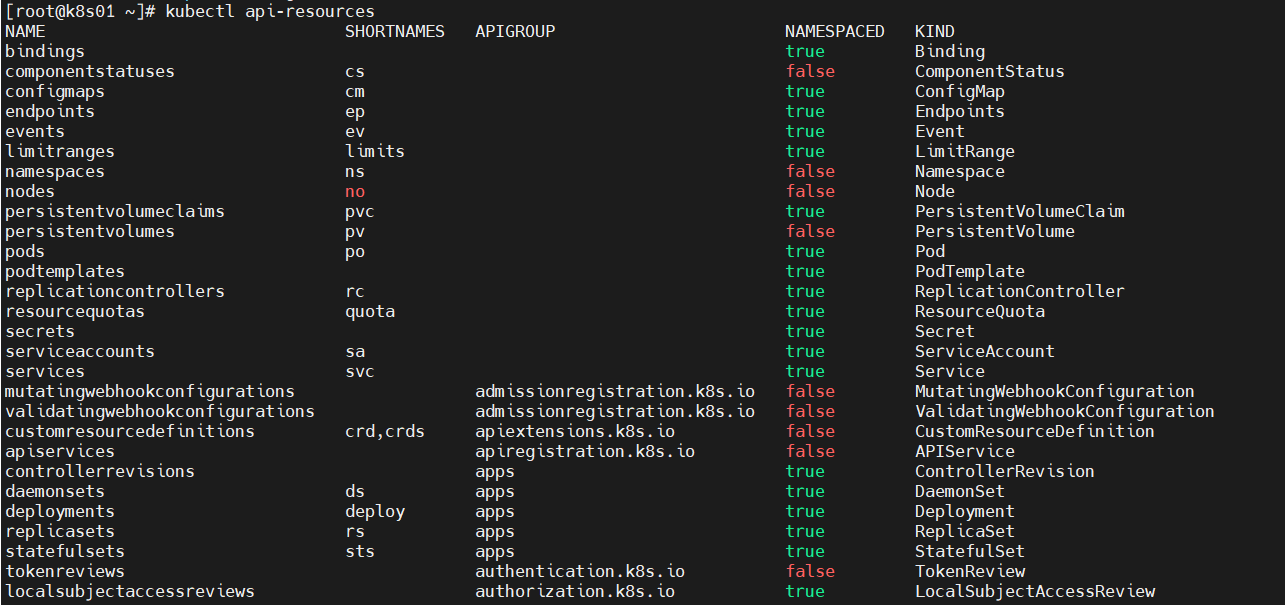 [root@k8s01 ~]# kubectl api-resources
NAME SHORTNAMES APIGROUP NAMESPACED KIND
bindings true Binding
componentstatuses cs false ComponentStatus
configmaps cm true ConfigMap
endpoints ep true Endpoints
events ev true Event
limitranges limits true LimitRange
namespaces ns false Namespace
nodes no false Node
persistentvolumeclaims pvc true PersistentVolumeClaim
persistentvolumes pv false PersistentVolume
pods po true Pod
podtemplates true PodTemplate
replicationcontrollers rc true ReplicationController
resourcequotas quota true ResourceQuota
secrets true Secret
serviceaccounts sa true ServiceAccount
services svc true Service
mutatingwebhookconfigurations admissionregistration.k8s.io false MutatingWebhookConfiguration
validatingwebhookconfigurations admissionregistration.k8s.io false ValidatingWebhookConfiguration
customresourcedefinitions crd,crds apiextensions.k8s.io false CustomResourceDefinition
apiservices apiregistration.k8s.io false APIService
controllerrevisions apps true ControllerRevision
daemonsets ds apps true DaemonSet
deployments deploy apps true Deployment
replicasets rs apps true ReplicaSet
statefulsets sts apps true StatefulSet
tokenreviews authentication.k8s.io false TokenReview
localsubjectaccessreviews authorization.k8s.io true LocalSubjectAccessReview